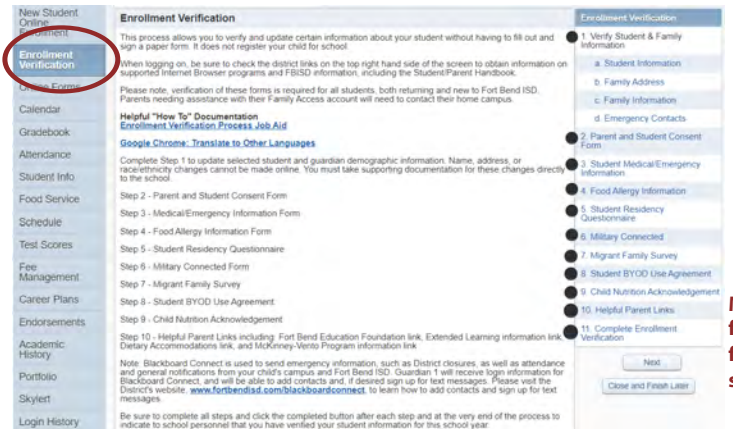 New Student
Online
Enrollment
Enrollment
Verification
Online Forms
Calendar
Gradebook
Attendance
Student Info
Food Service
Schedule
Test Scores
Fee
Management
Career Plans
Endorsements
Academic
History
Portfolio
Skylert
Login History
Enrollment Verification
This process allows you to verify and update certain information about your student without having to fill out and
sign a paper form. It does not register your child for school.
When logging on, be sure to check the district links on the top right hand side of the screen to obtain information on
supported Internet Browser programs and FBISD information, including the Student/Parent Handbook.
Please note, verification of these forms is required for all students, both returning and new to Fort Bend ISD.
Parents needing assistance with their Family Access account will need to contact their home campus.
Helpful "How To" Documentation
Enrollment Verification Process Job Aid
Google Chrome: Translate to Other Languages
Complete Step 1 to update selected student and guardian demographic information. Name, address, or
race/ethnicity changes cannot be made online. You must take supporting documentation for these changes directly
to the school.
Step 2 - Parent and Student Consent Form
Step 3 - Medical/Emergency Information Form
Step 4 - Food Allergy Information Form
Step 5 - Student Residency Questionnaire
Step 6 - Military Connected Form
Step 7 - Migrant Family Survey
Step 8 - Student BYOD Use Agreement
Step 9 - Child Nutrition Acknowledgement
Step 10 - Helpful Parent Links including: Fort Bend Education Foundation link, Extended Learning information link,
Dietary Accommodations link, and McKinney-Vento Program information link
Note: Blackboard Connect is used to send emergency information, such as District closures, as well as attendance
and general notifications from your child's campus and Fort Bend ISD. Guardian 1 will receive login information for
Blackboard Connect, and will be able to add contacts and, if desired sign up for text messages. Please visit the
District's website, www.fortbendisd.com/blackboardconnect, to learn how to add contacts and sign up for text
messages.
Be sure to complete all steps and click the completed button after each step and at the very end of the process to
indicate to school personnel that you have verified your student information for this school year.
Enrollment Verification
1. Verify Student & Family
Information
a. Student Information
b. Family Address
c. Family Information
d. Emergency Contacts
2. Parent and Student Consent
Form
3. Student Medical/Emergency
Information
4. Food Allergy Information
5. Student Residency
Questionnaire
6. Military Connected
7. Migrant Family Survey
8. Student BYOD Use Agreement
9. Child Nutrition Acknowledgement
10. Helpful Parent Links
11. Complete Enrollment
Verification
Next
Close and Finish Later